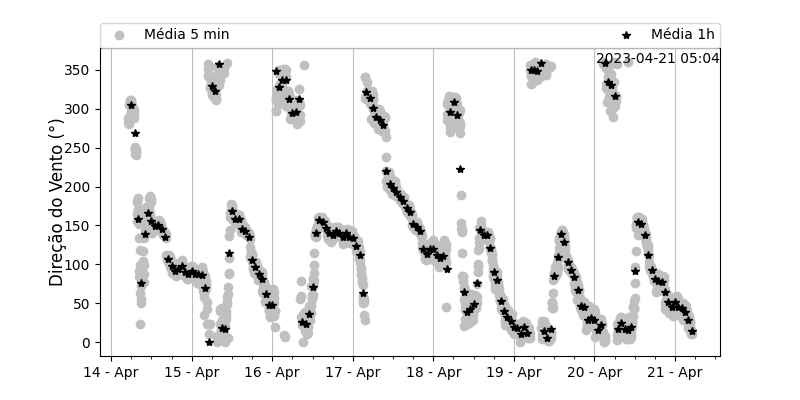 Média 5 min
Média 1h
2023-04-21 05:04
Direção do Vento (°)
350
300
250
200
150
100
50
0
14 - Apr
15 - Apr
16 - Apr
17 - Apr
18 - Apr
19 - Apr
20 - Apr
21 - Apr